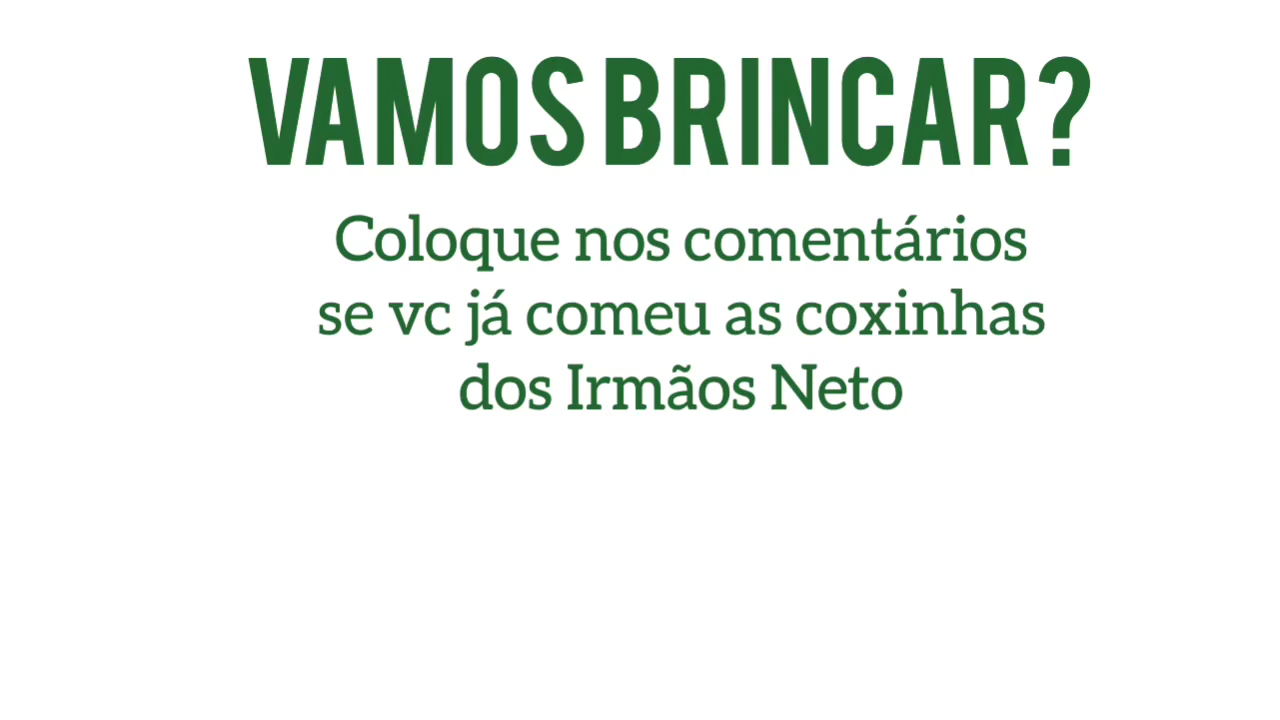 VAMOS BRINCAR?
Coloque nos comentários
se vc já comeu as coxinhas
dos Irmãos Neto